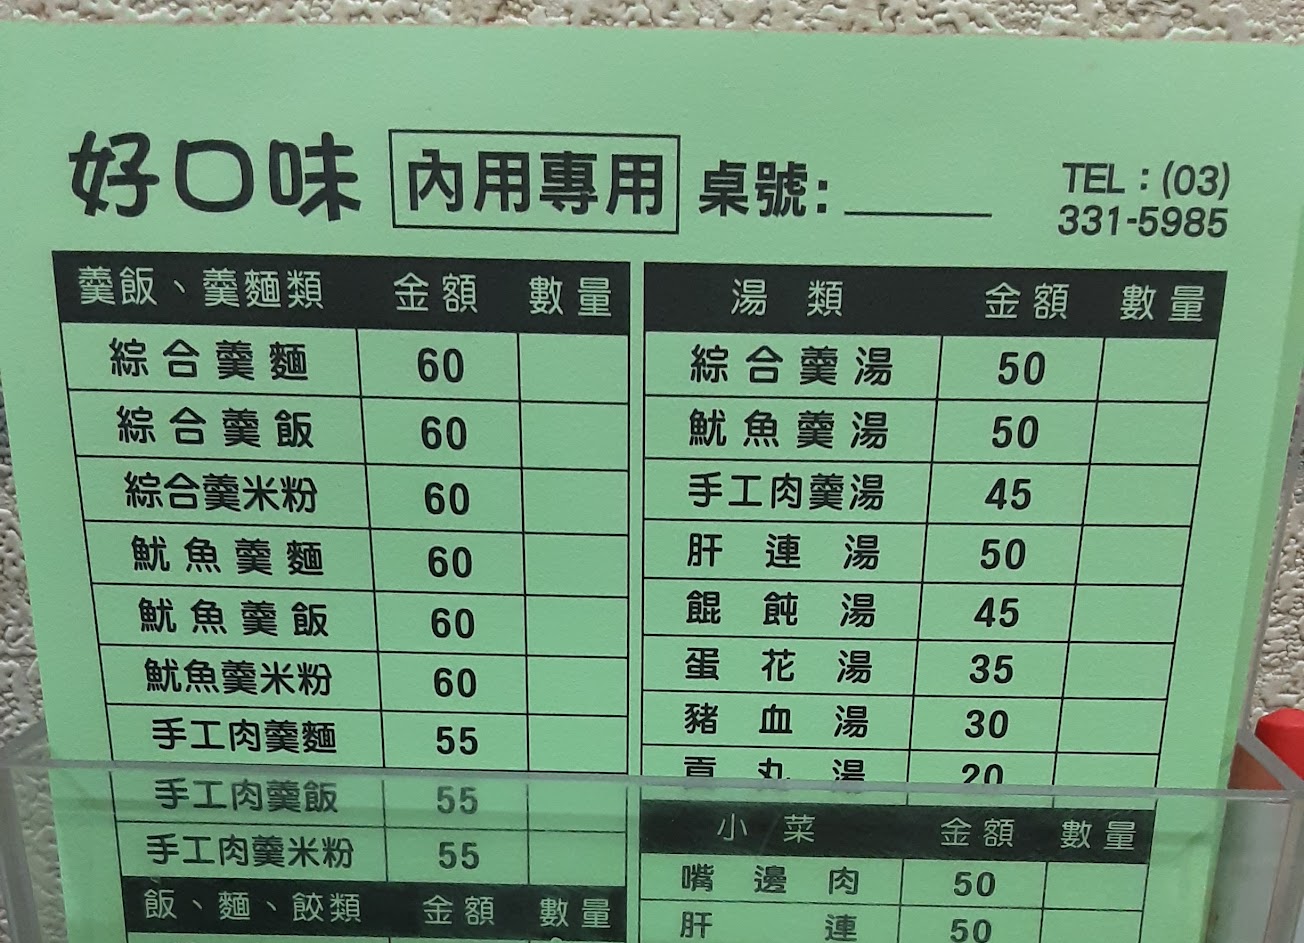 好口味 內用專用 桌號:
TEL：(03)
331-5985
羹飯、羹麵類 金額 數量
綜合羹麵 60
綜合羹飯 60
綜合羹米粉 60
魷魚羹麵 60
魷魚羹飯 60
魷魚羹米粉 60
手工肉羹麵 55
手工肉羹飯 55
手工肉羹米粉 55
飯、麵、餃類 金額 數量
湯類 金額 數量
綜合羹湯 50
魷魚羹湯 50
手工肉羹湯 45
肝連湯 50
餛飩湯 45
蛋花湯 35
豬血湯 30
貢丸湯 20
小菜 金額 數量
嘴邊肉 50
肝連 50